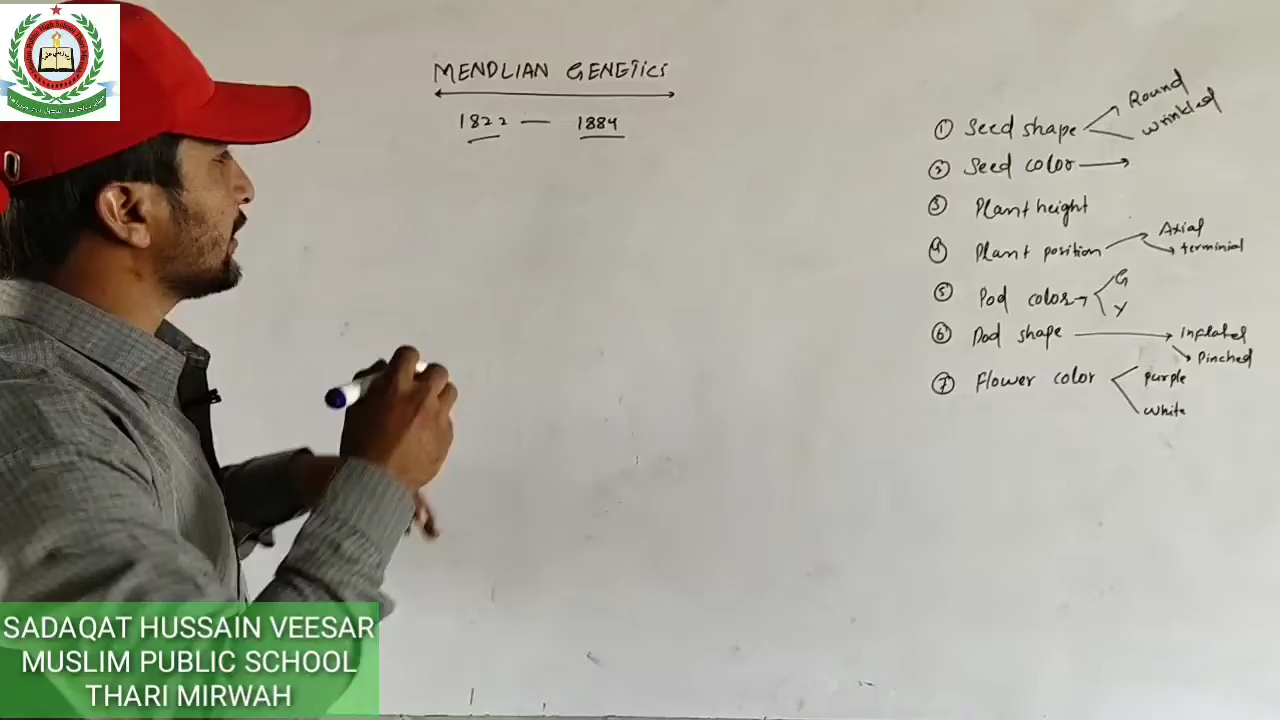 MENDLIAN GENETICS
1822 — 1884
① Seed shape Round
wrinkled
② Seed color
③ Plant height
④ Plant position Axial
terminial
⑤ Pod color G
Y
⑥ Pod shape Inflated
Pinched
⑦ Flower color purple
white
SADAQAT HUSSAIN VEESAR
MUSLIM PUBLIC SCHOOL
THARI MIRWAH